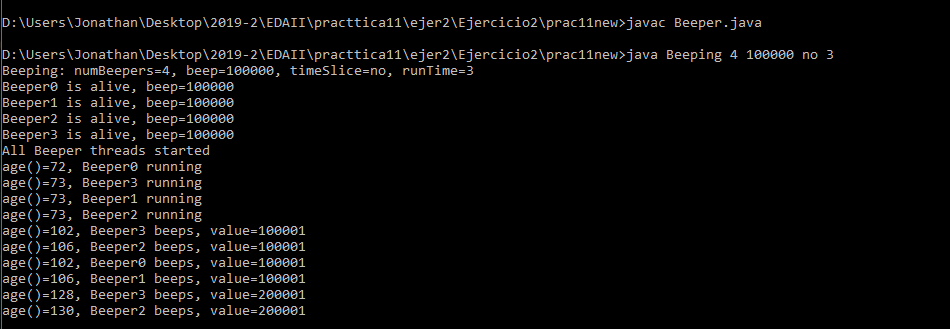 D:\Users\Jonathan\Desktop\2019-2\EDAII\practtica11\ejer2\Ejercicio2\prac11new>javac Beeper.java
D:\Users\Jonathan\Desktop\2019-2\EDAII\practtica11\ejer2\Ejercicio2\prac11new>java Beeping 4 100000 no 3
Beeping: numBeepers=4, beep=100000, timeSlice=no, runTime=3
Beeper0 is alive, beep=100000
Beeper1 is alive, beep=100000
Beeper2 is alive, beep=100000
Beeper3 is alive, beep=100000
All Beeper threads started
age()=72, Beeper0 running
age()=73, Beeper3 running
age()=73, Beeper1 running
age()=73, Beeper2 running
age()=102, Beeper3 beeps, value=100001
age()=106, Beeper2 beeps, value=100001
age()=102, Beeper0 beeps, value=100001
age()=106, Beeper1 beeps, value=100001
age()=128, Beeper3 beeps, value=200001
age()=130, Beeper2 beeps, value=200001